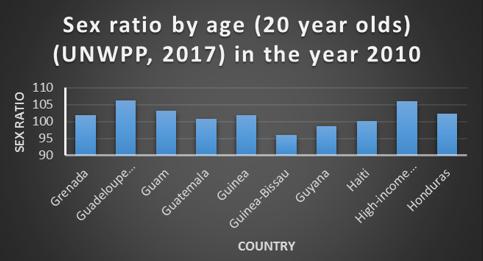 Sex ratio by age (20 year olds)
(UNWPP, 2017) in the year 2010
SEX RATIO
110
105
100
95
90
Grenada
Guadeloupe...
Guam
Guatemala
Guinea
Guinea-Bissau
Guyana
Haiti
High-income...
Honduras
COUNTRY